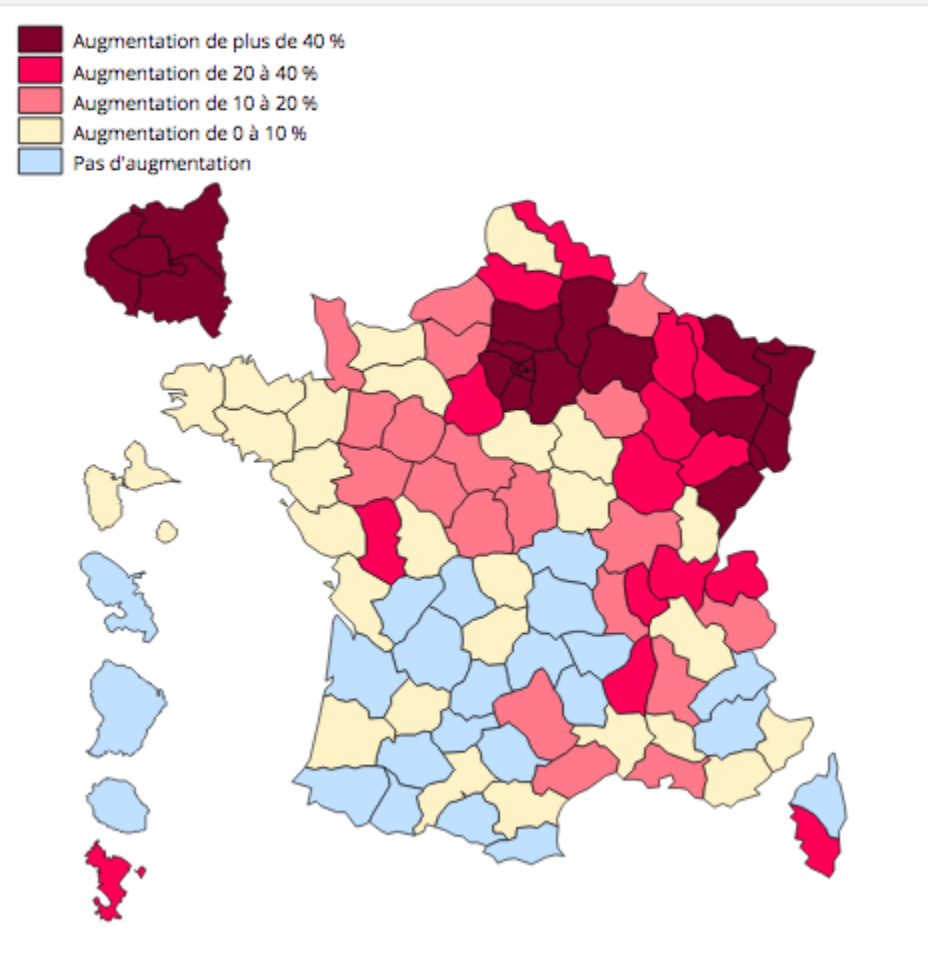 Augmentation de plus de 40 %
Augmentation de 20 à 40 %
Augmentation de 10 à 20 %
Augmentation de 0 à 10 %
Pas d'augmentation